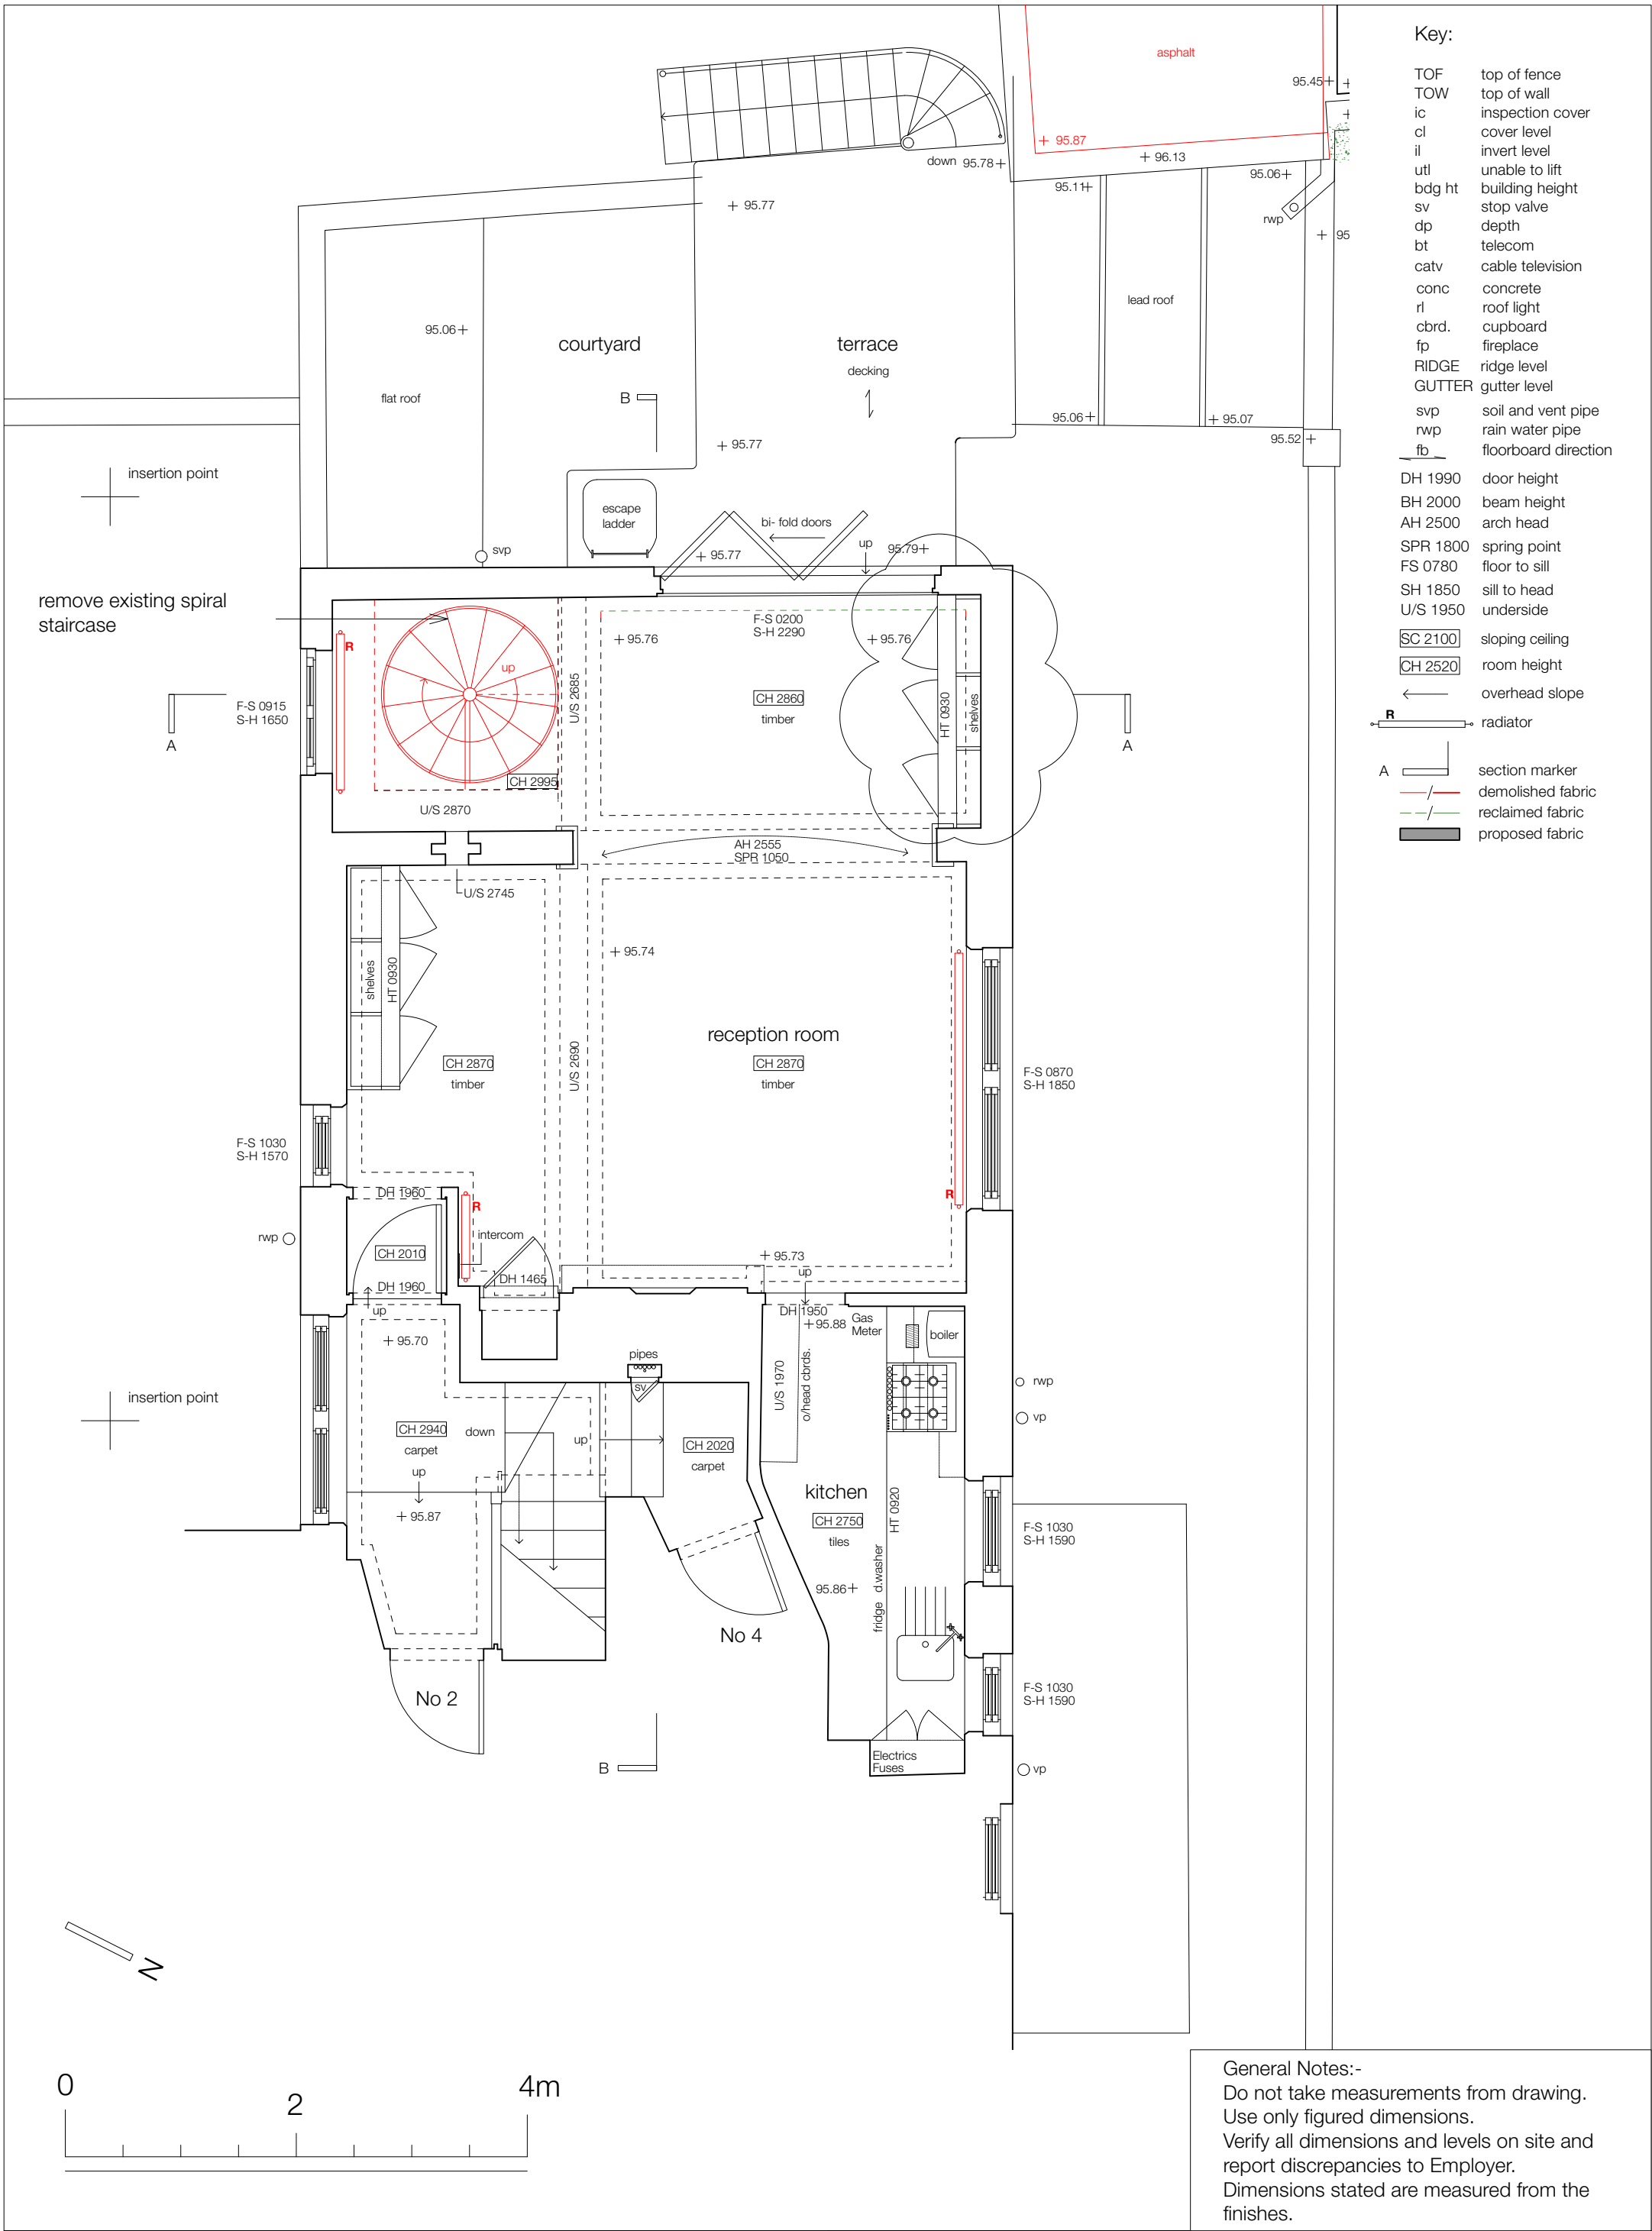 asphalt
95.45
95.87
96.13
down 95.78
95.11
95.06
rwp
95
95.77
95.06
courtyard
terrace
decking
lead roof
flat roof
B
95.06
95.07
95.52
95.77
insertion point
escape
ladder
bi- fold doors
svp
95.77
up
95.79
remove existing spiral
staircase
R
up
F-S 0200
S-H 2290
95.76
95.76
F-S 0915
S-H 1650
U/S 2685
CH 2860
timber
HT 0930
shelves
A
A
CH 2995
U/S 2870
AH 2555
SPR 1050
U/S 2745
95.74
shelves
HT 0930
reception room
CH 2870
timber
U/S 2690
CH 2870
timber
F-S 0870
S-H 1850
F-S 1030
S-H 1570
DH 1960
R
R
rwp
intercom
CH 2010
95.73
DH 1465
up
DH 1960
up
DH 1950
95.88
Gas
Meter
boiler
95.70
pipes
sv
U/S 1970
o/head cbrds.
rwp
insertion point
vp
CH 2940
carpet
down
up
CH 2020
carpet
up
95.87
kitchen
CH 2750
tiles
HT 0920
F-S 1030
S-H 1590
fridge d.washer
95.86
No 4
No 2
F-S 1030
S-H 1590
B
Electrics
Fuses
vp
N
0
2
4m
Key:
TOF top of fence
TOW top of wall
ic inspection cover
cl cover level
il invert level
utl unable to lift
bdg ht building height
sv stop valve
dp depth
bt telecom
catv cable television
conc concrete
rl roof light
cbrd. cupboard
fp fireplace
RIDGE ridge level
GUTTER gutter level
svp soil and vent pipe
rwp rain water pipe
fb floorboard direction
DH 1990 door height
BH 2000 beam height
AH 2500 arch head
SPR 1800 spring point
FS 0780 floor to sill
SH 1850 sill to head
U/S 1950 underside
SC 2100 sloping ceiling
CH 2520 room height
overhead slope
R radiator
A section marker
demolished fabric
reclaimed fabric
proposed fabric
General Notes:-
Do not take measurements from drawing.
Use only figured dimensions.
Verify all dimensions and levels on site and
report discrepancies to Employer.
Dimensions stated are measured from the
finishes.